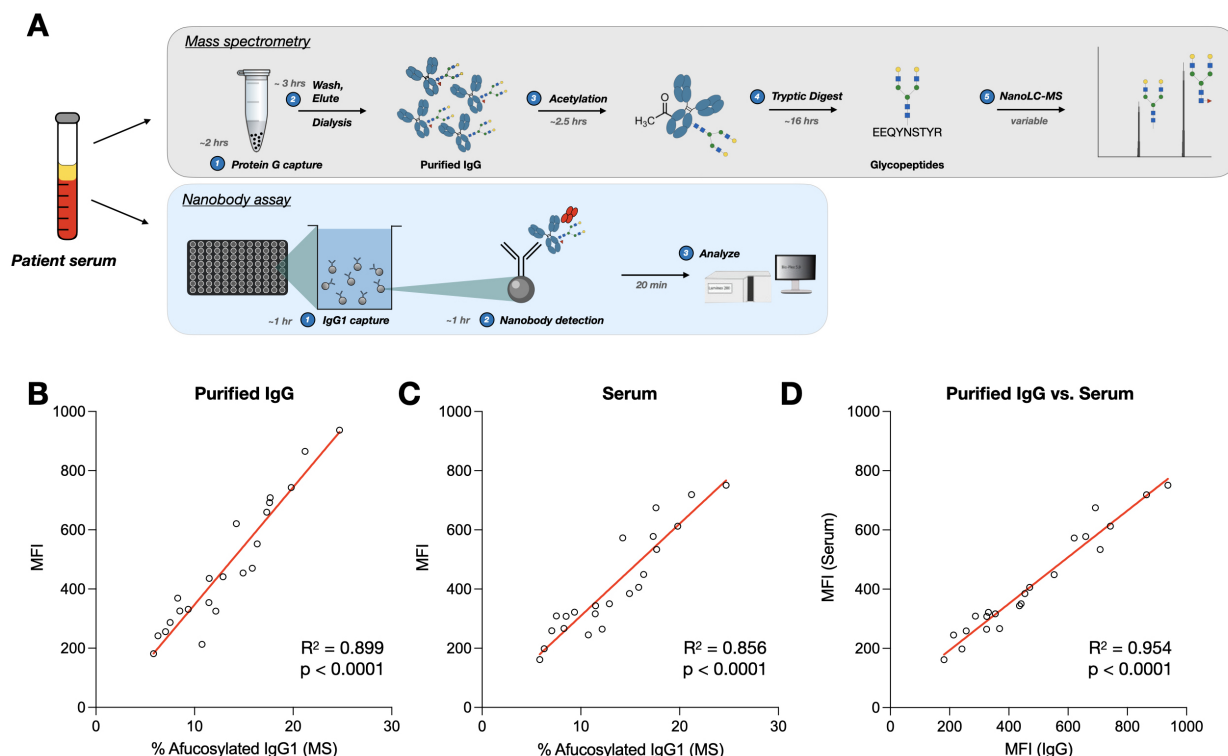 A
Mass spectrometry
~ 3 hrs
Wash,
Elute
2
Dialysis
3
Acetylation
~2.5 hrs
O
H₃C
4
Tryptic Digest
~16 hrs
5
NanoLC-MS
variable
EEQYNSTYR
~2 hrs
1
Protein G capture
Purified IgG
Glycopeptides
Patient serum
Nanobody assay
3
Analyze
20 min
~1 hr
1
IgG1 capture
~1 hr
2
Nanobody detection
B
Purified IgG
1000
800
600
400
200
0
MFI
0
10
20
30
% Afucosylated IgG1 (MS)
R² = 0.899
p < 0.0001
C
Serum
1000
800
600
400
200
0
MFI
0
10
20
30
% Afucosylated IgG1 (MS)
R² = 0.856
p < 0.0001
D
Purified IgG vs. Serum
1000
800
600
400
200
0
MFI (Serum)
0
200
400
600
800
1000
MFI (IgG)
R² = 0.954
p < 0.0001